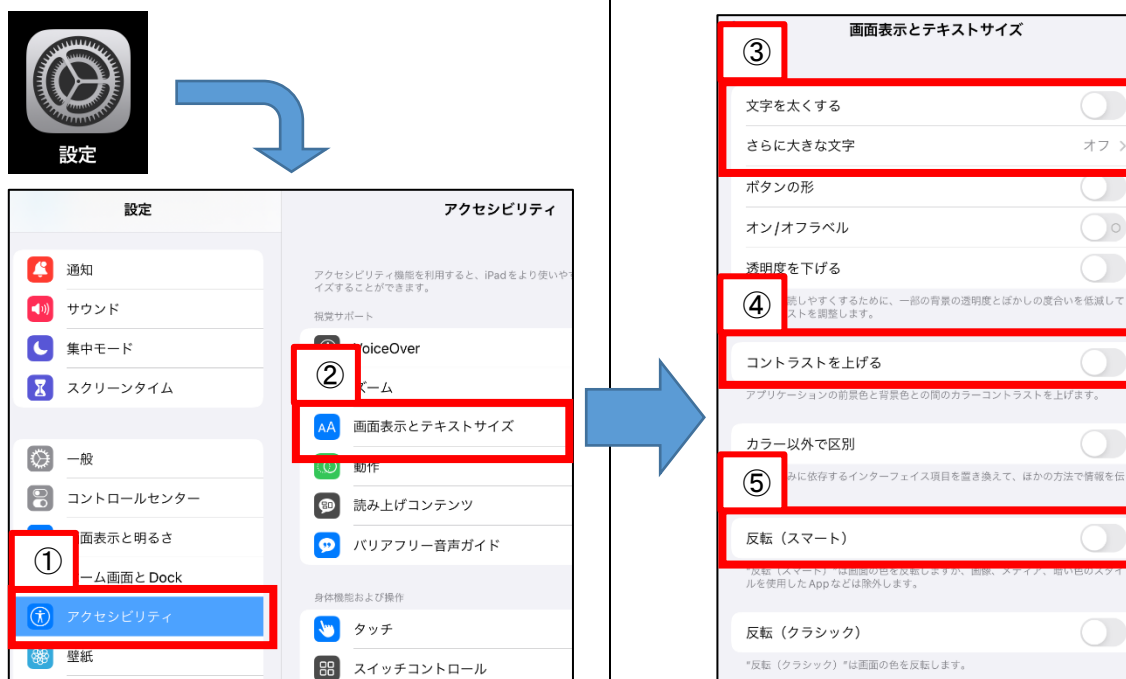 設定
設定
通知
サウンド
集中モード
スクリーンタイム
一般
コントロールセンター
面表示と明るさ
①
ーム画面とDock
アクセシビリティ
壁紙
アクセシビリティ
アクセシビリティ機能を利用すると、iPadをより使いやす
イズすることができます。
視覚サポート
VoiceOver
②
ズーム
AA 画面表示とテキストサイズ
動作
読み上げコンテンツ
バリアフリー音声ガイド
身体機能および操作
タッチ
スイッチコントロール
画面表示とテキストサイズ
③
文字を太くする
さらに大きな文字 オフ
ボタンの形
オン/オフラベル
透明度を下げる
④
読しやすくするために、一部の背景の透明度とぼかしの度合いを低減して
ストを調整します。
コントラストを上げる
アプリケーションの前景色と背景色との間のカラーコントラストを上げます。
カラー以外で区別
⑤
みに依存するインターフェイス項目を置き換えて、ほかの方法で情報を伝
反転（スマート）
"反転（スマート）"は画面の色を反転しますが、画像、メディア、暗い色のスタイ
ルを使用したAppなどは除外します。
反転（クラシック）
"反転（クラシック）"は画面の色を反転します。